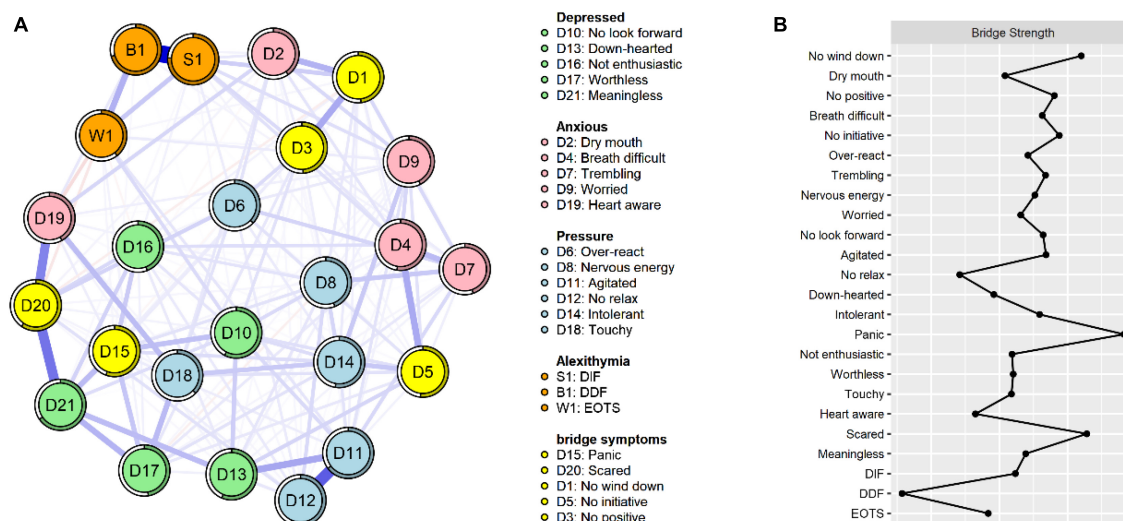 A
B1
S1
D2
D1
W1
D3
D9
D6
D19
D16
D4
D7
D8
D20
D10
D15
D14
D18
D5
D21
D11
D17
D13
D12
Depressed
D10: No look forward
D13: Down-hearted
D16: Not enthusiastic
D17: Worthless
D21: Meaningless
Anxious
D2: Dry mouth
D4: Breath difficult
D7: Trembling
D9: Worried
D19: Heart aware
Pressure
D6: Over-react
D8: Nervous energy
D11: Agitated
D12: No relax
D14: Intolerant
D18: Touchy
Alexithymia
S1: DIF
B1: DDF
W1: EOTS
bridge symptoms
D15: Panic
D20: Scared
D1: No wind down
D5: No initiative
D3: No positive
B
Bridge Strength
No wind down
Dry mouth
No positive
Breath difficult
No initiative
Over-react
Trembling
Nervous energy
Worried
No look forward
Agitated
No relax
Down-hearted
Intolerant
Panic
Not enthusiastic
Worthless
Touchy
Heart aware
Scared
Meaningless
DIF
DDF
EOTS